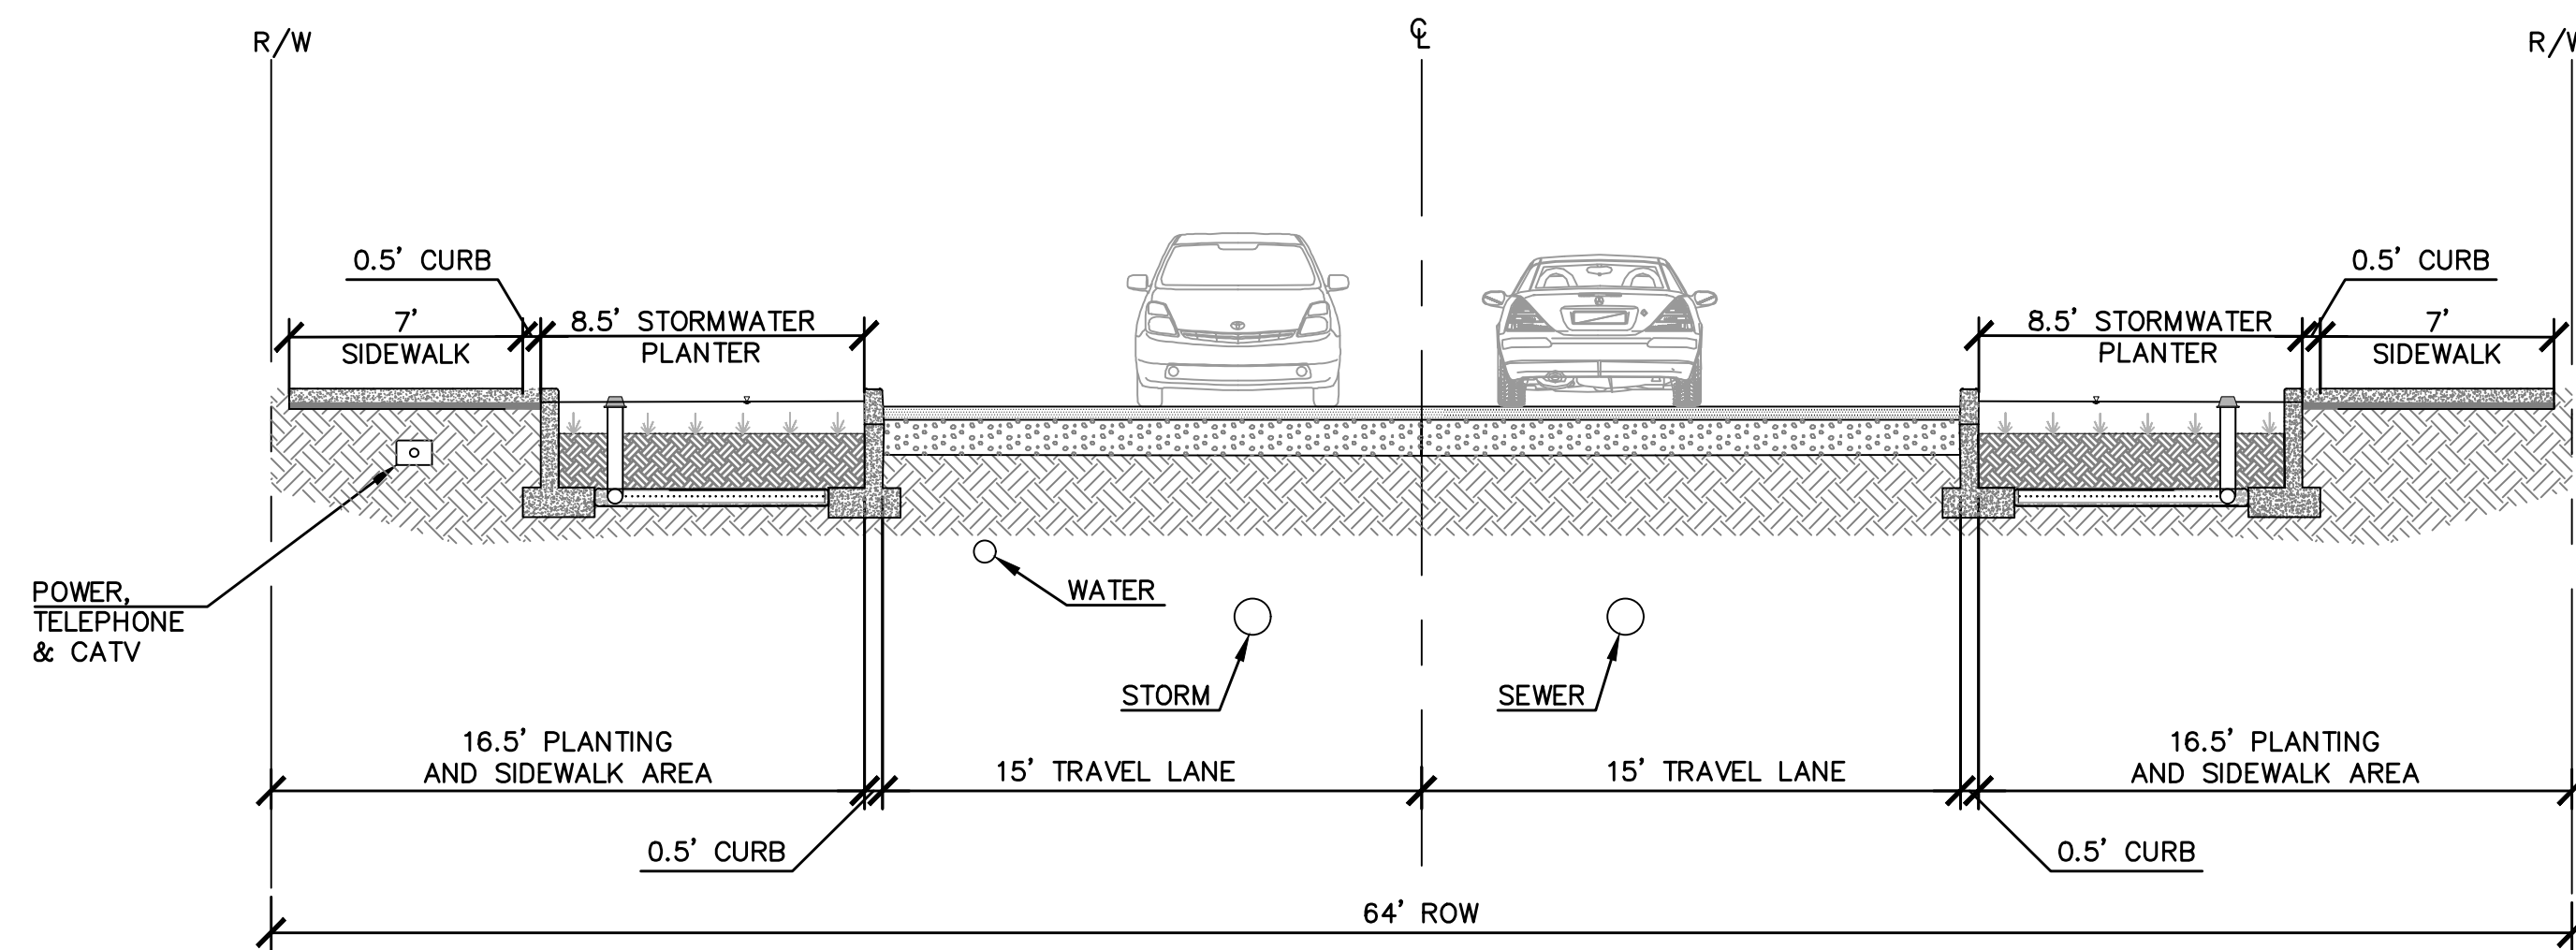 R/W
℄
R/W
0.5' CURB
0.5' CURB
7'
SIDEWALK
8.5' STORMWATER
PLANTER
8.5' STORMWATER
PLANTER
7'
SIDEWALK
POWER,
TELEPHONE
& CATV
WATER
STORM
SEWER
16.5' PLANTING
AND SIDEWALK AREA
15' TRAVEL LANE
15' TRAVEL LANE
16.5' PLANTING
AND SIDEWALK AREA
0.5' CURB
0.5' CURB
64' ROW